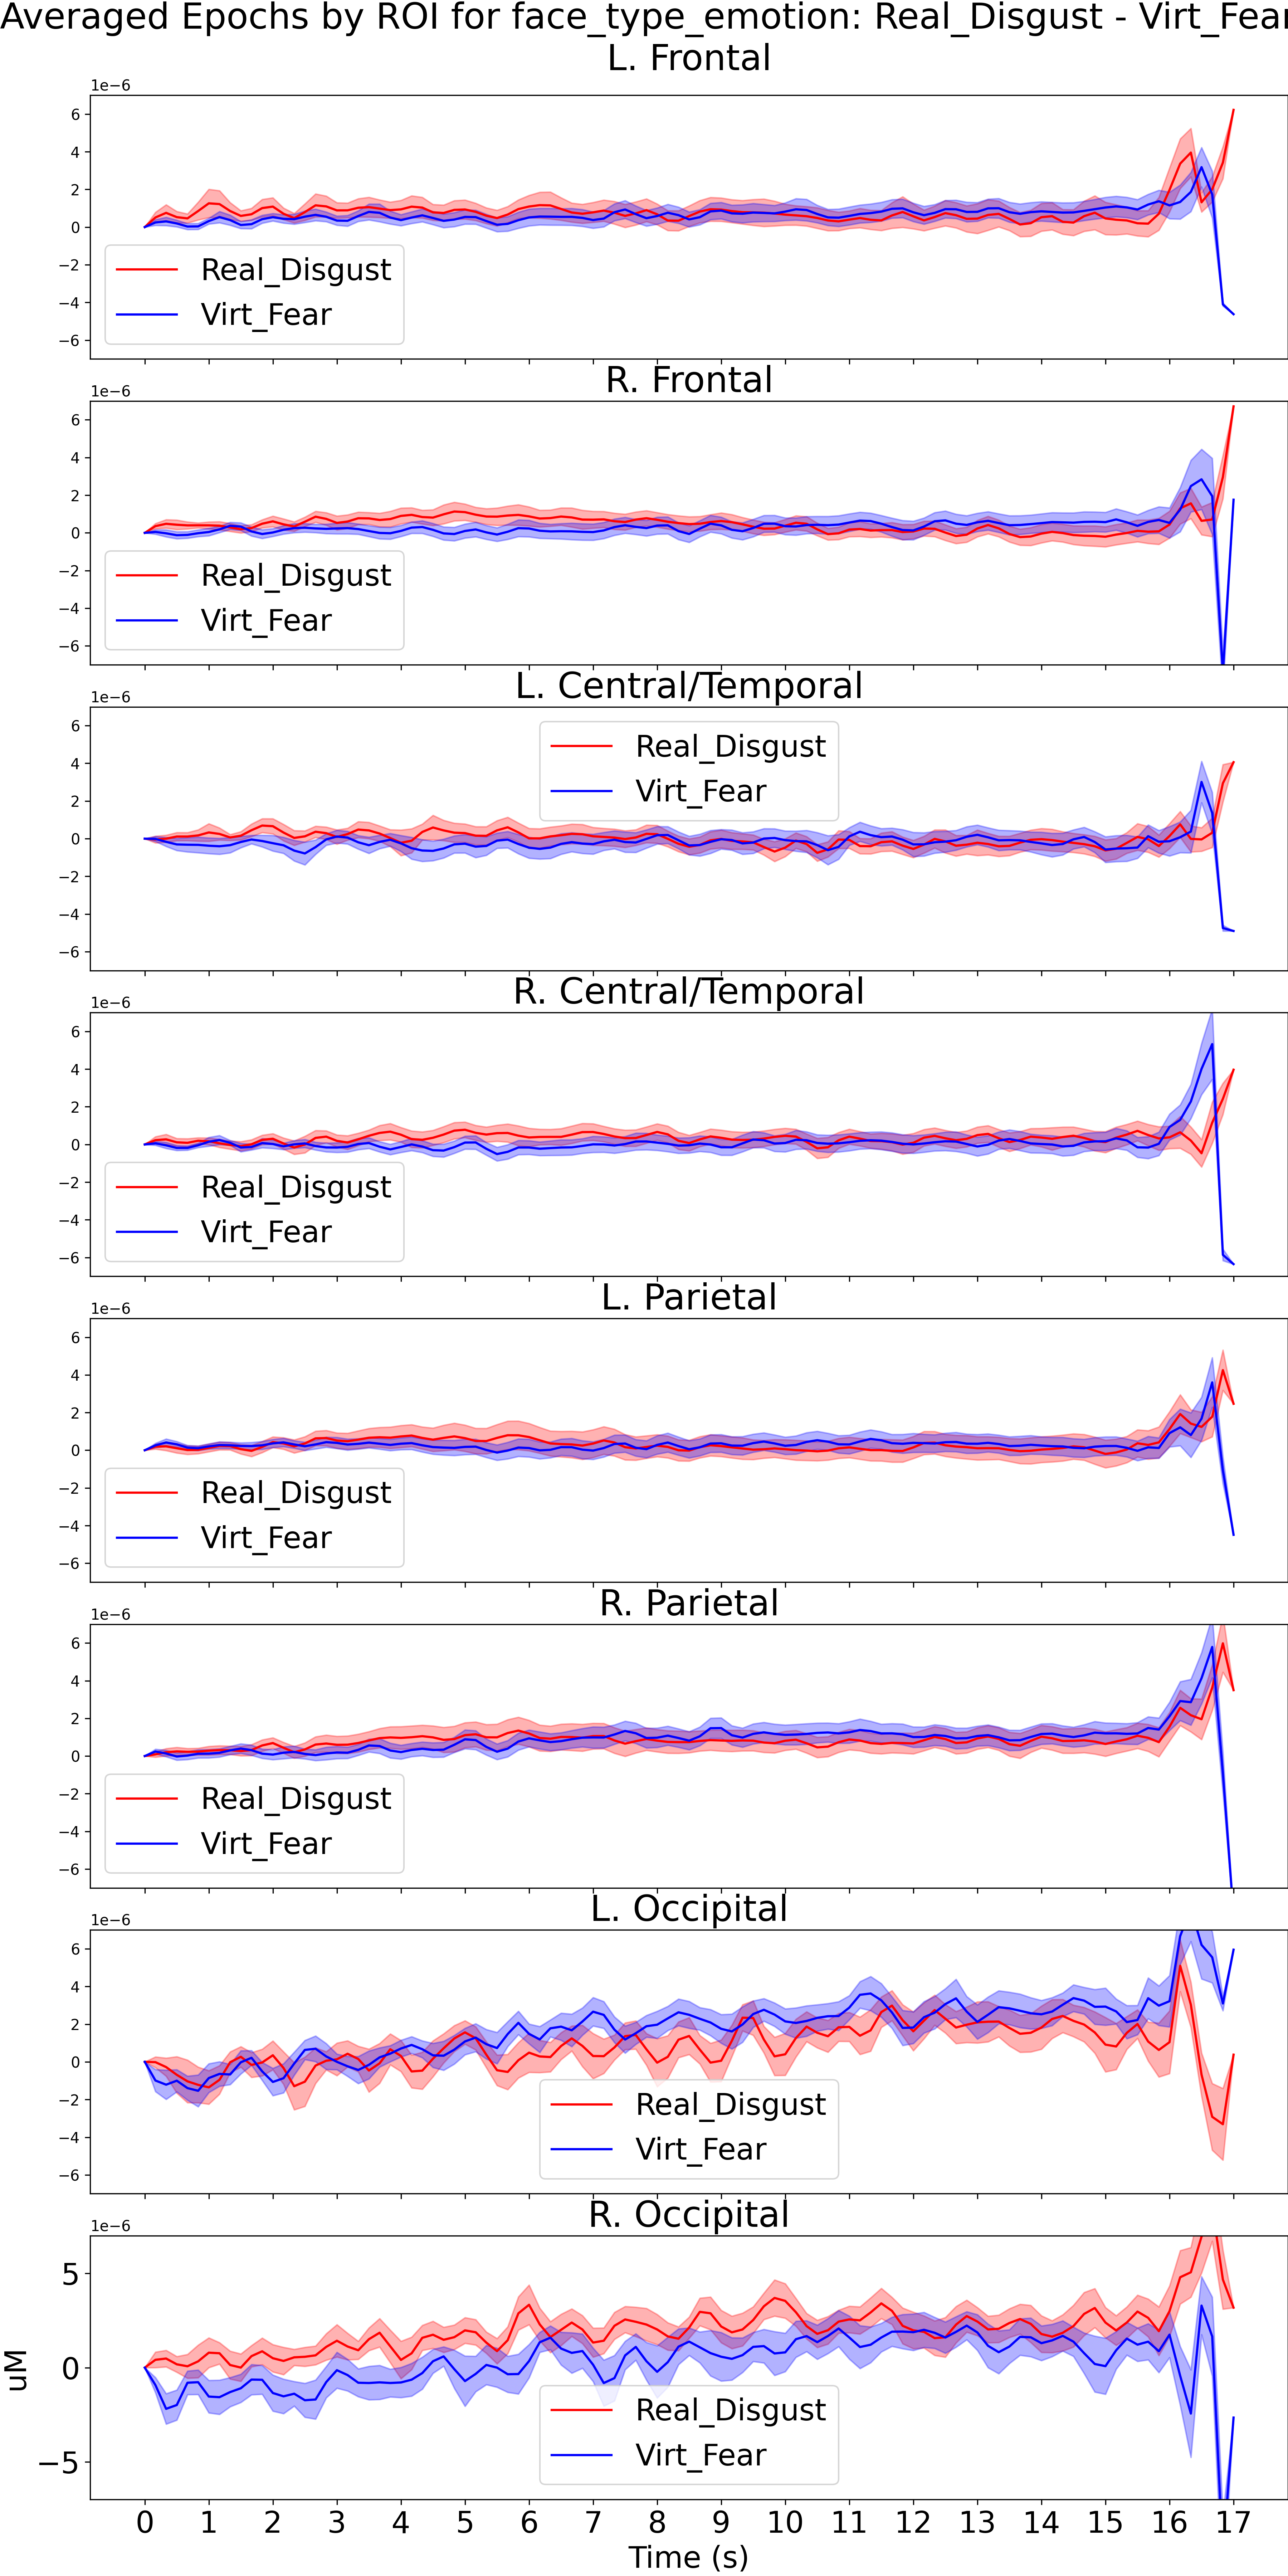 Averaged Epochs by ROI for face_type_emotion: Real_Disgust - Virt_Fear
L. Frontal
1e−6
6
4
2
0
−2
−4
−6
Real_Disgust
Virt_Fear
R. Frontal
1e−6
6
4
2
0
−2
−4
−6
Real_Disgust
Virt_Fear
L. Central/Temporal
1e−6
6
4
2
0
−2
−4
−6
Real_Disgust
Virt_Fear
R. Central/Temporal
1e−6
6
4
2
0
−2
−4
−6
Real_Disgust
Virt_Fear
L. Parietal
1e−6
6
4
2
0
−2
−4
−6
Real_Disgust
Virt_Fear
R. Parietal
1e−6
6
4
2
0
−2
−4
−6
Real_Disgust
Virt_Fear
L. Occipital
1e−6
6
4
2
0
−2
−4
−6
Real_Disgust
Virt_Fear
R. Occipital
1e−6
5
0
−5
uM
Real_Disgust
Virt_Fear
0 1 2 3 4 5 6 7 8 9 10 11 12 13 14 15 16 17
Time (s)